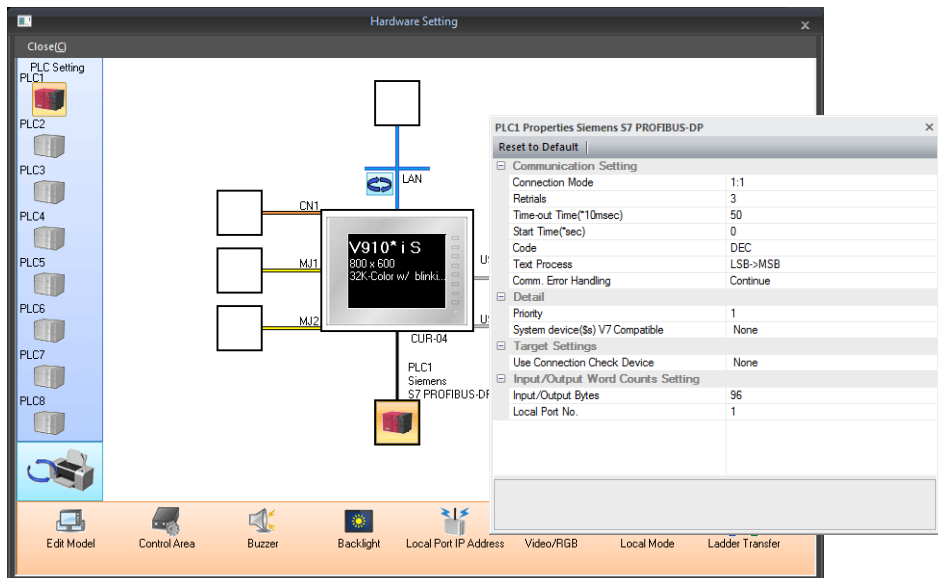 Hardware Setting
x
Close(C)
PLC Setting
PLC1
PLC2
PLC3
PLC4
PLC5
PLC6
PLC7
PLC8
LAN
CN1
MJ1
MJ2
V910*iS
800 x 600
32K-Color w/ blinki...
U
U
CUR-04
PLC1
Siemens
S7 PROFIBUS-DP
Edit Model
Control Area
Buzzer
Backlight
Local Port IP Address
Video/RGB
Local Mode
Ladder Transfer
PLC1 Properties Siemens S7 PROFIBUS-DP
Reset to Default
Communication Setting
Connection Mode 1:1
Retrials 3
Time-out Time(*10msec) 50
Start Time(*sec) 0
Code DEC
Text Process LSB->MSB
Comm. Error Handling Continue
Detail
Priority 1
System device($s) V7 Compatible None
Target Settings
Use Connection Check Device None
Input/Output Word Counts Setting
Input/Output Bytes 96
Local Port No. 1